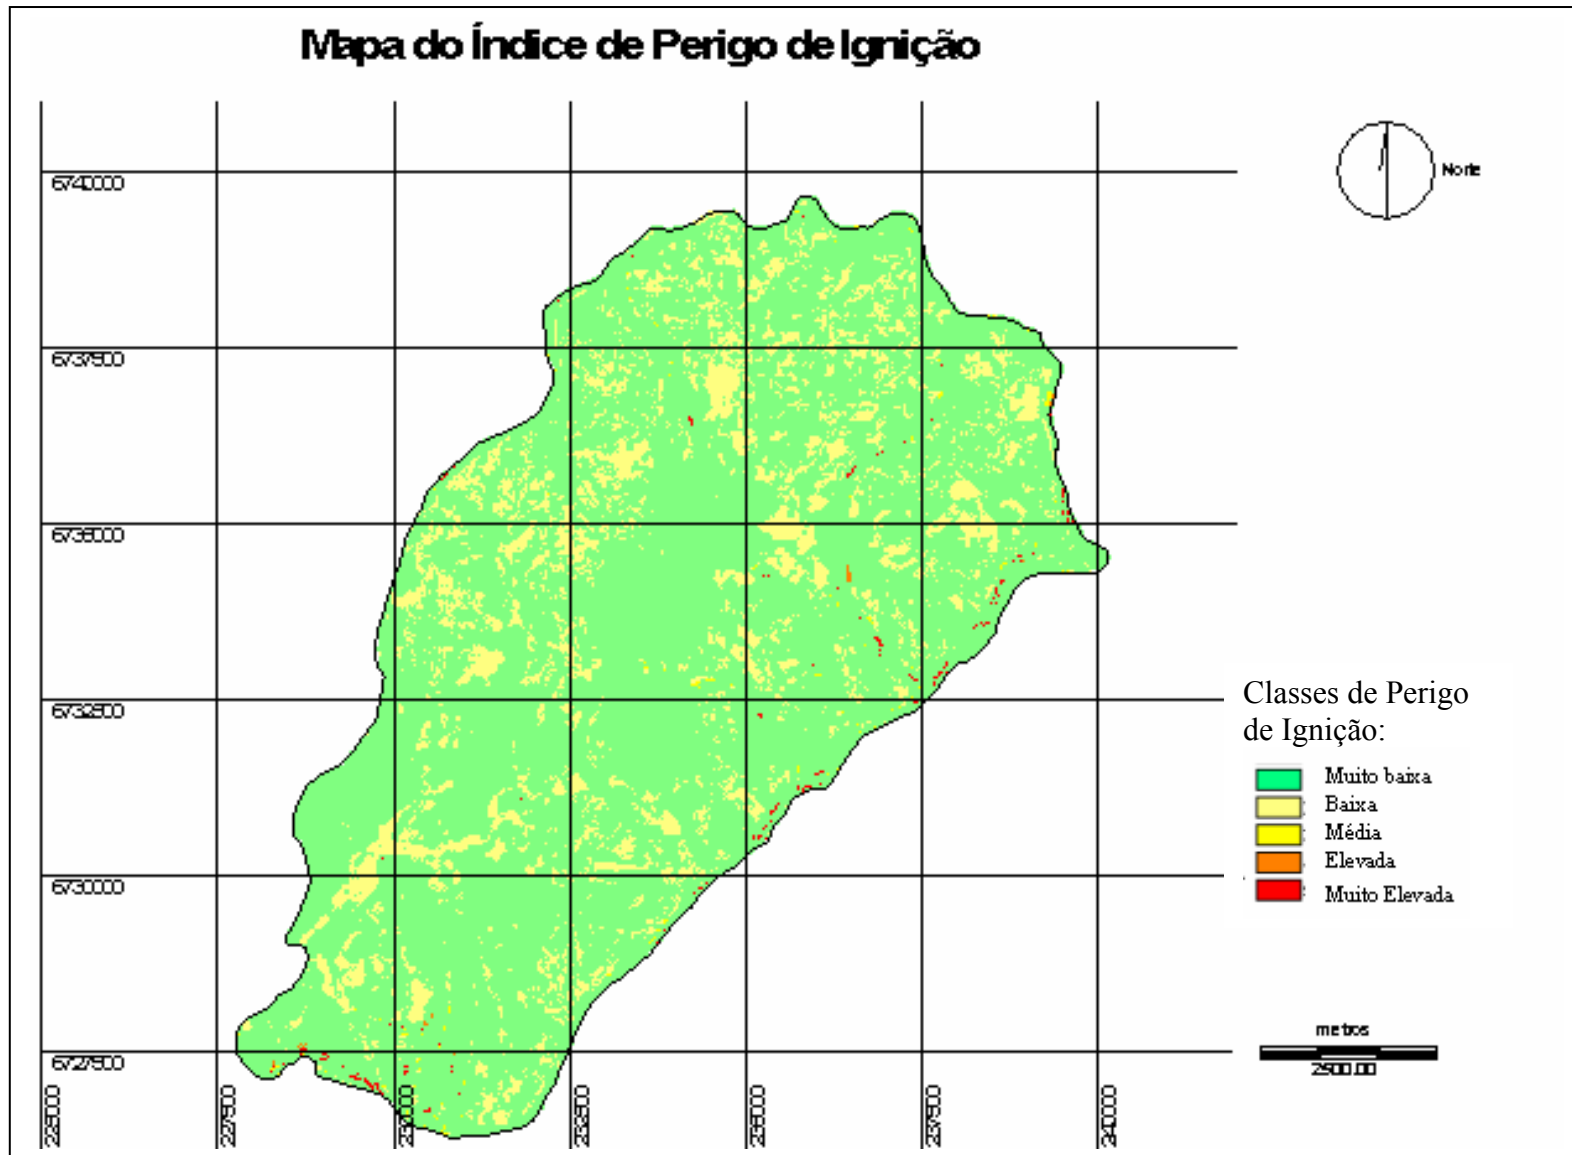 Mapa do Índice de Perigo de Ignição
Norte
6740000
6737500
6735000
6732500
6730000
6727500
225000
227500
230000
232500
235000
237500
240000
Classes de Perigo
de Ignição:
Muito baixa
Baixa
Média
Elevada
Muito Elevada
metros
2500.00